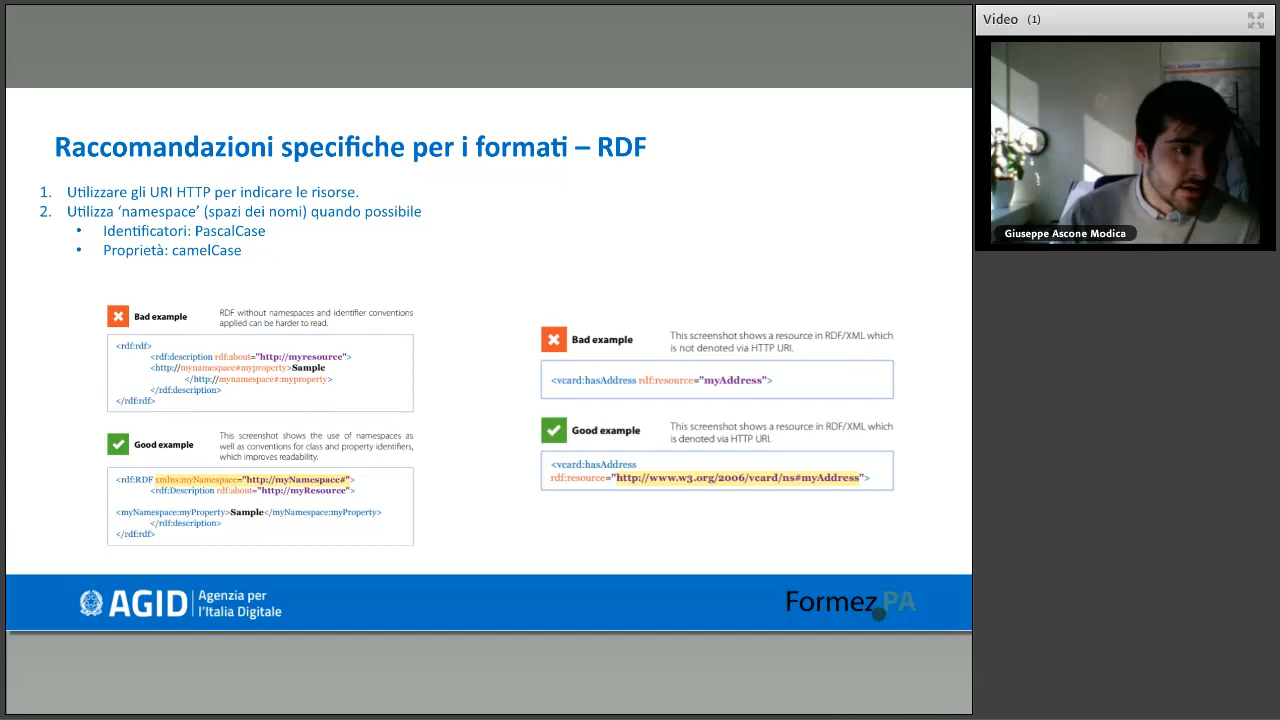 Raccomandazioni specifiche per i formati – RDF
1. Utilizzare gli URI HTTP per indicare le risorse.
2. Utilizza ‘namespace’ (spazi dei nomi) quando possibile
• Identificatori: PascalCase
• Proprietà: camelCase
Bad example
RDF without namespaces and identifier conventions
applied can be harder to read.
<rdf:rdf>
<rdf:description rdf:about="http://myresource">
<http://mynamespace#myproperty>Sample
</http://mynamespace#:myproperty>
</rdf:description>
</rdf:rdf>
Good example
This screenshot shows the use of namespaces as
well as conventions for class and property identifiers,
which improves readability.
<rdf:RDF xmlns:myNamespace="http://myNamespace#">
<rdf:Description rdf:about="http://myResource">
<myNamespace:myProperty>Sample</myNamespace:myProperty>
</rdf:description>
</rdf:rdf>
Bad example
This screenshot shows a resource in RDF/XML which
is not denoted via HTTP URI.
<vcard:hasAddress rdf:resource="myAddress">
Good example
This screenshot shows a resource in RDF/XML which
is denoted via HTTP URI.
<vcard:hasAddress
rdf:resource="http://www.w3.org/2006/vcard/ns#myAddress">
AGID
Agenzia per
l’Italia Digitale
Formez PA
Video (1)
Giuseppe Ascone Modica